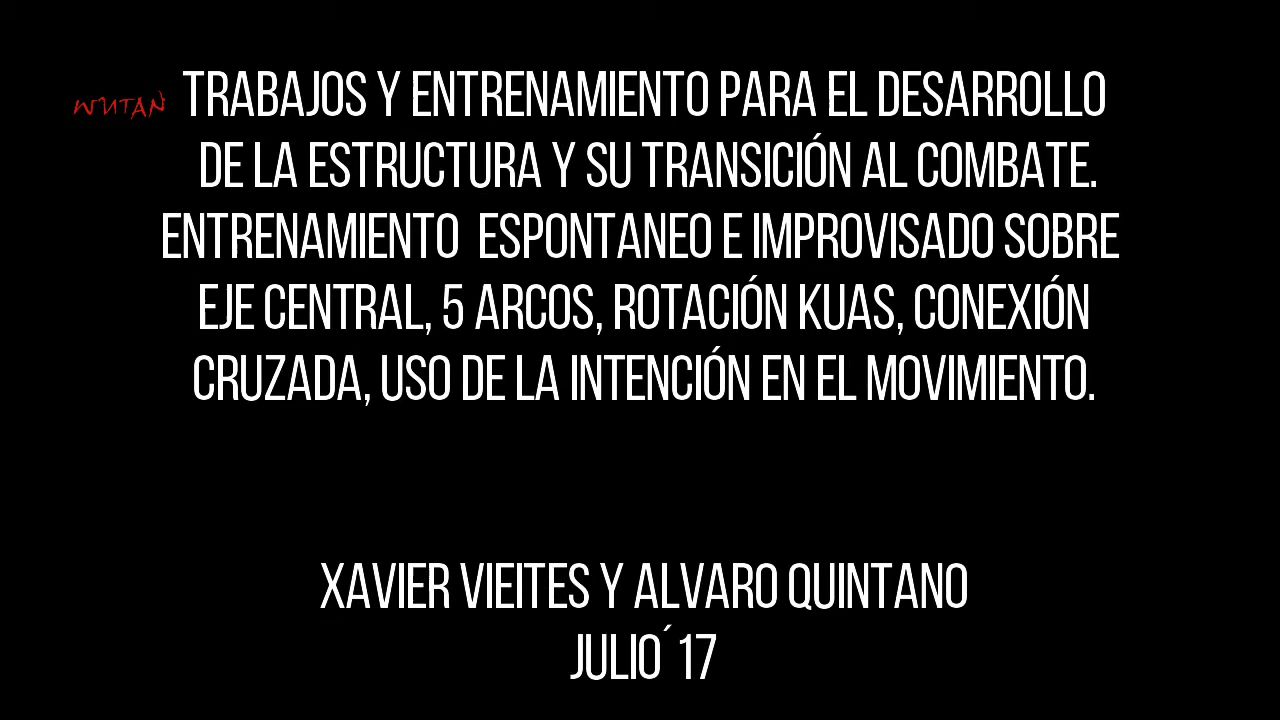 WUTAN
TRABAJOS Y ENTRENAMIENTO PARA EL DESARROLLO
DE LA ESTRUCTURA Y SU TRANSICIÓN AL COMBATE.
ENTRENAMIENTO  ESPONTANEO E IMPROVISADO SOBRE
EJE CENTRAL, 5 ARCOS, ROTACIÓN KUAS, CONEXIÓN
CRUZADA, USO DE LA INTENCIÓN EN EL MOVIMIENTO.
XAVIER VIEITES Y ALVARO QUINTANO
JULIO´17